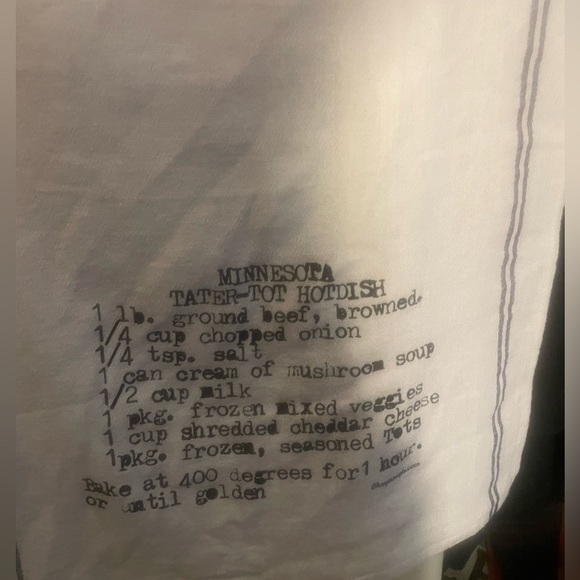 MINNESOTA
TATER-TOT HOTDISH
1 lb. ground beef, browned.
1/4 cup chopped onion
1/4 tsp. salt
1 can cream of mushroom soup
1/2 cup milk
1 pkg. frozen mixed veggies
1 cup shredded cheddar cheese
1pkg. frozen, seasoned Tots
Bake at 400 degrees for 1 hour.
or until golden